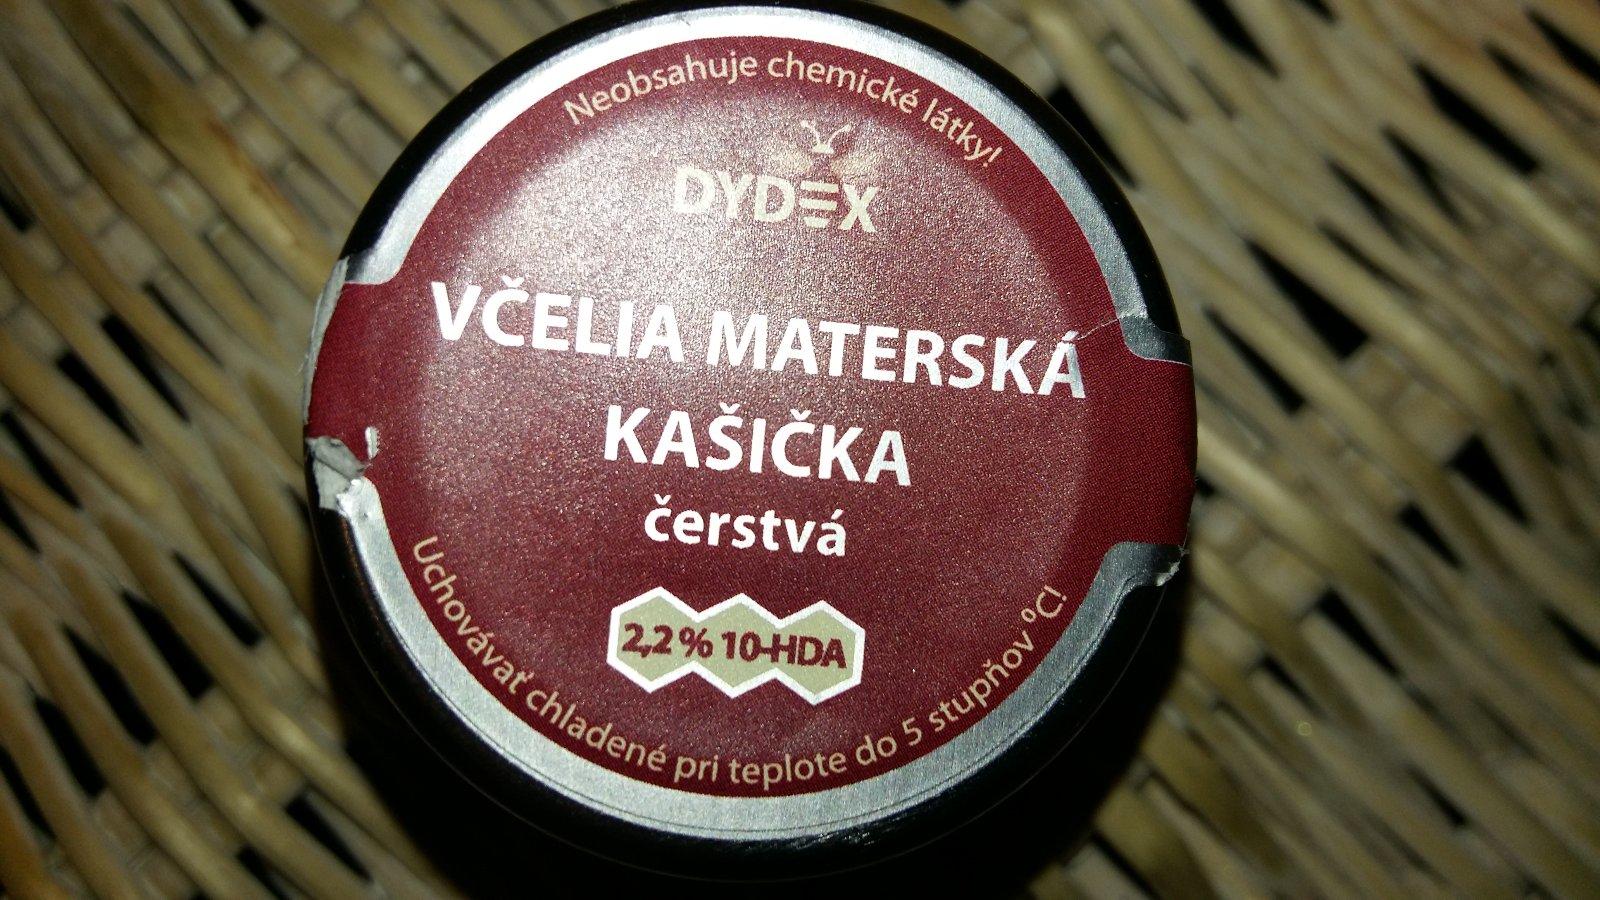 Neobsahuje chemické látky!
DYDEX
VČELIA MATERSKÁ
KAŠIČKA
čerstvá
2,2 % 10-HDA
Uchovávať chladené pri teplote do 5 stupňov ⁰C!